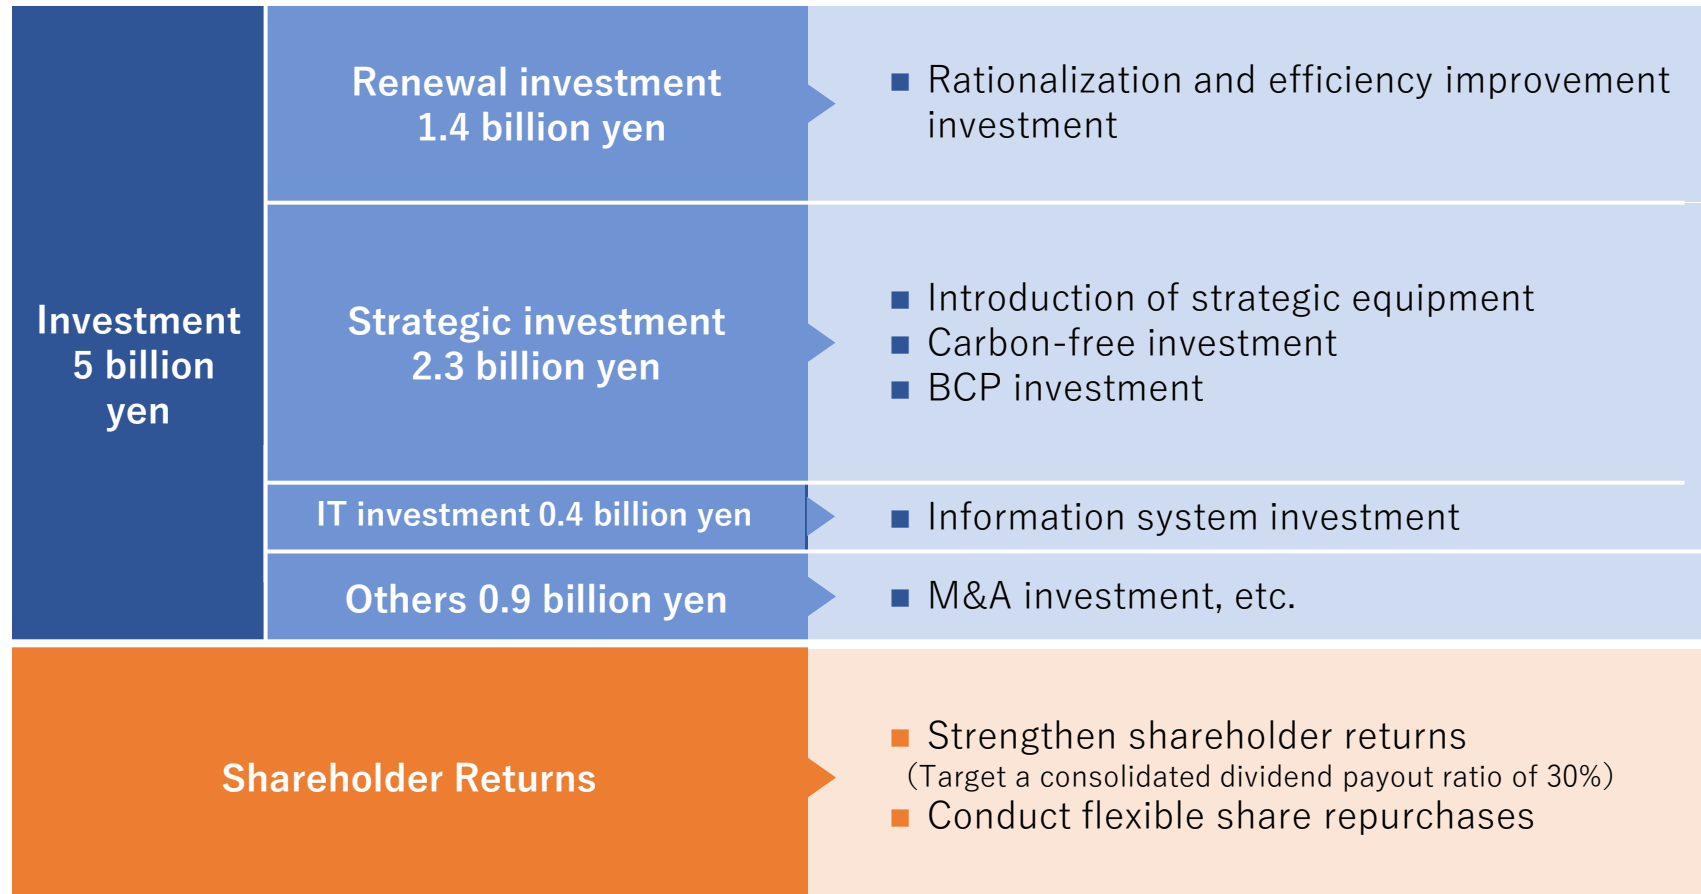 Investment
5 billion
yen
Renewal investment
1.4 billion yen
■ Rationalization and efficiency improvement
investment
Strategic investment
2.3 billion yen
■ Introduction of strategic equipment
■ Carbon-free investment
■ BCP investment
IT investment 0.4 billion yen
■ Information system investment
Others 0.9 billion yen
■ M&A investment, etc.
Shareholder Returns
■ Strengthen shareholder returns
（Target a consolidated dividend payout ratio of 30%）
■ Conduct flexible share repurchases